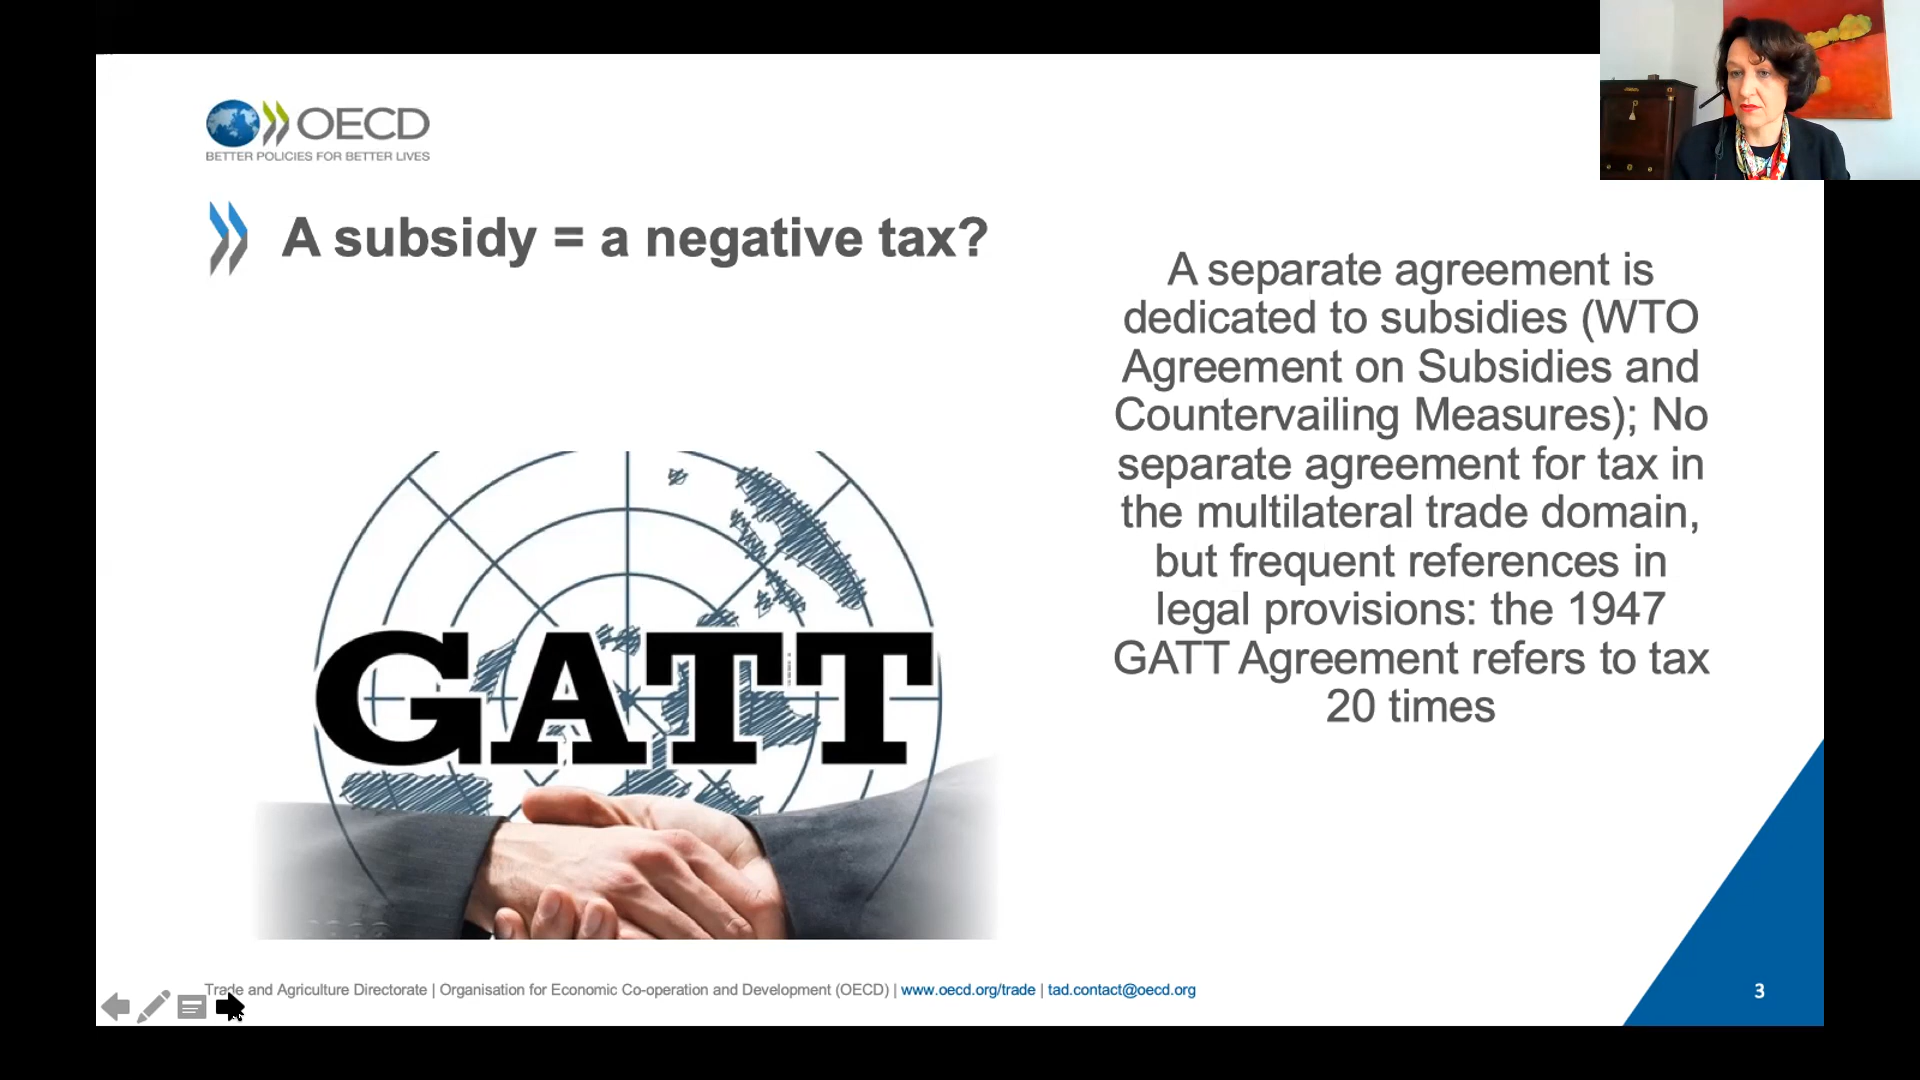 OECD
BETTER POLICIES FOR BETTER LIVES
A subsidy = a negative tax?
A separate agreement is
dedicated to subsidies (WTO
Agreement on Subsidies and
Countervailing Measures); No
separate agreement for tax in
the multilateral trade domain,
but frequent references in
legal provisions: the 1947
GATT Agreement refers to tax
20 times
GATT
Trade and Agriculture Directorate | Organisation for Economic Co-operation and Development (OECD) | www.oecd.org/trade | tad.contact@oecd.org
3